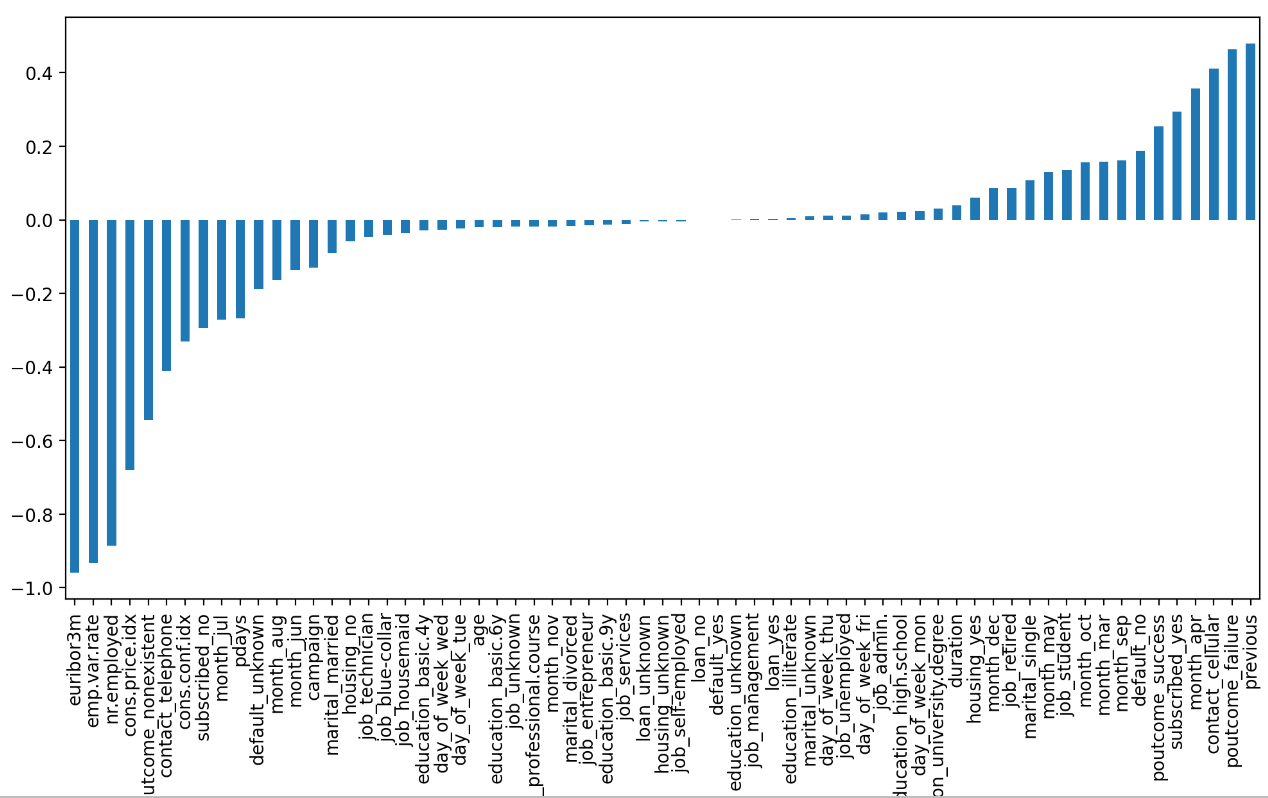 0.4
0.2
0.0
−0.2
−0.4
−0.6
−0.8
−1.0
euribor3m
emp.var.rate
nr.employed
cons.price.idx
utcome_nonexistent
contact_telephone
cons.conf.idx
subscribed_no
month_jul
pdays
default_unknown
month_aug
month_jun
campaign
marital_married
housing_no
job_technician
job_blue-collar
job_housemaid
education_basic.4y
day_of_week_wed
day_of_week_tue
age
education_basic.6y
job_unknown
_professional.course
month_nov
marital_divorced
job_entrepreneur
education_basic.9y
job_services
loan_unknown
housing_unknown
job_self-employed
loan_no
default_yes
education_unknown
job_management
loan_yes
education_illiterate
marital_unknown
day_of_week_thu
job_unemployed
day_of_week_fri
job_admin.
ducation_high.school
day_of_week_mon
on_university.degree
duration
housing_yes
month_dec
job_retired
marital_single
month_may
job_student
month_oct
month_mar
month_sep
default_no
poutcome_success
subscribed_yes
month_apr
contact_cellular
poutcome_failure
previous